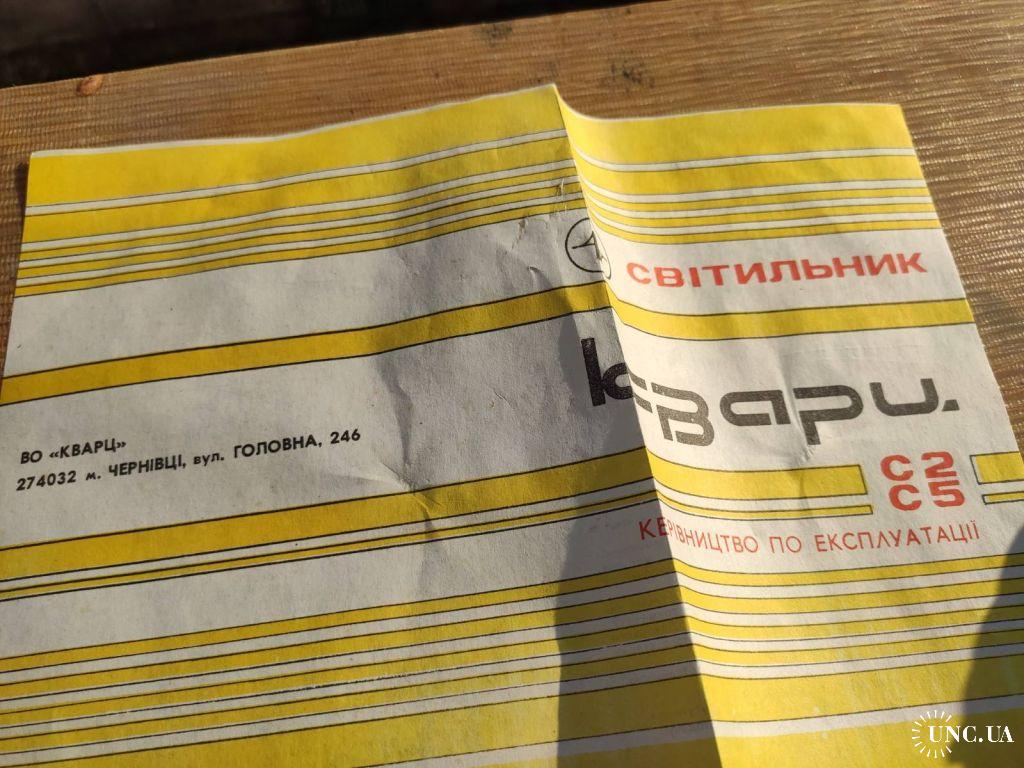 СВІТИЛЬНИК
кварц
С2
С5
КЕРІВНИЦТВО ПО ЕКСПЛУАТАЦІЇ
ВО «КВАРЦ»
274032 м. ЧЕРНІВЦІ, вул. ГОЛОВНА, 246
UNC.UA